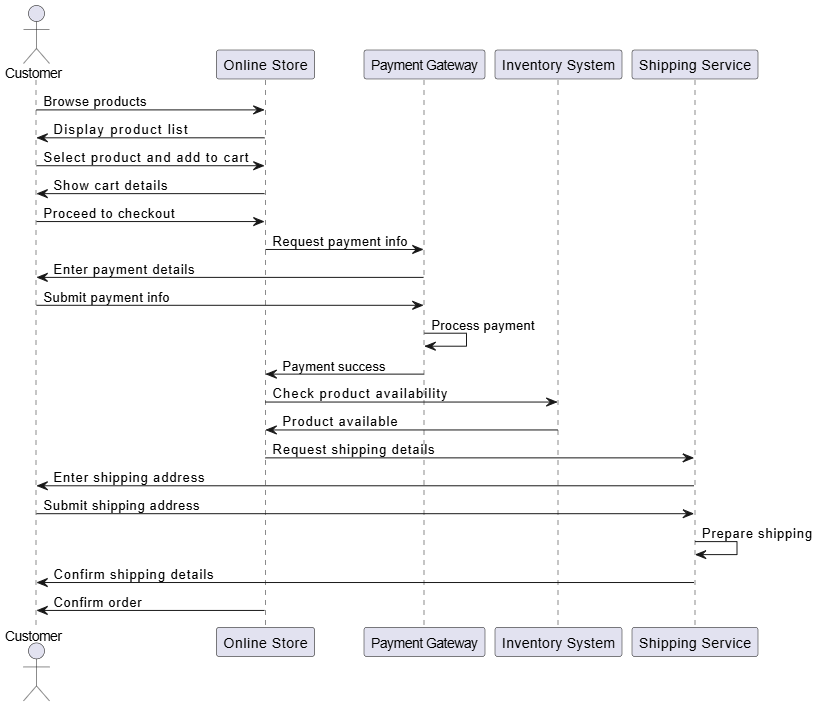 Customer
Online Store
Payment Gateway
Inventory System
Shipping Service
Browse products
Display product list
Select product and add to cart
Show cart details
Proceed to checkout
Request payment info
Enter payment details
Submit payment info
Process payment
Payment success
Check product availability
Product available
Request shipping details
Enter shipping address
Submit shipping address
Prepare shipping
Confirm shipping details
Confirm order
Customer
Online Store
Payment Gateway
Inventory System
Shipping Service